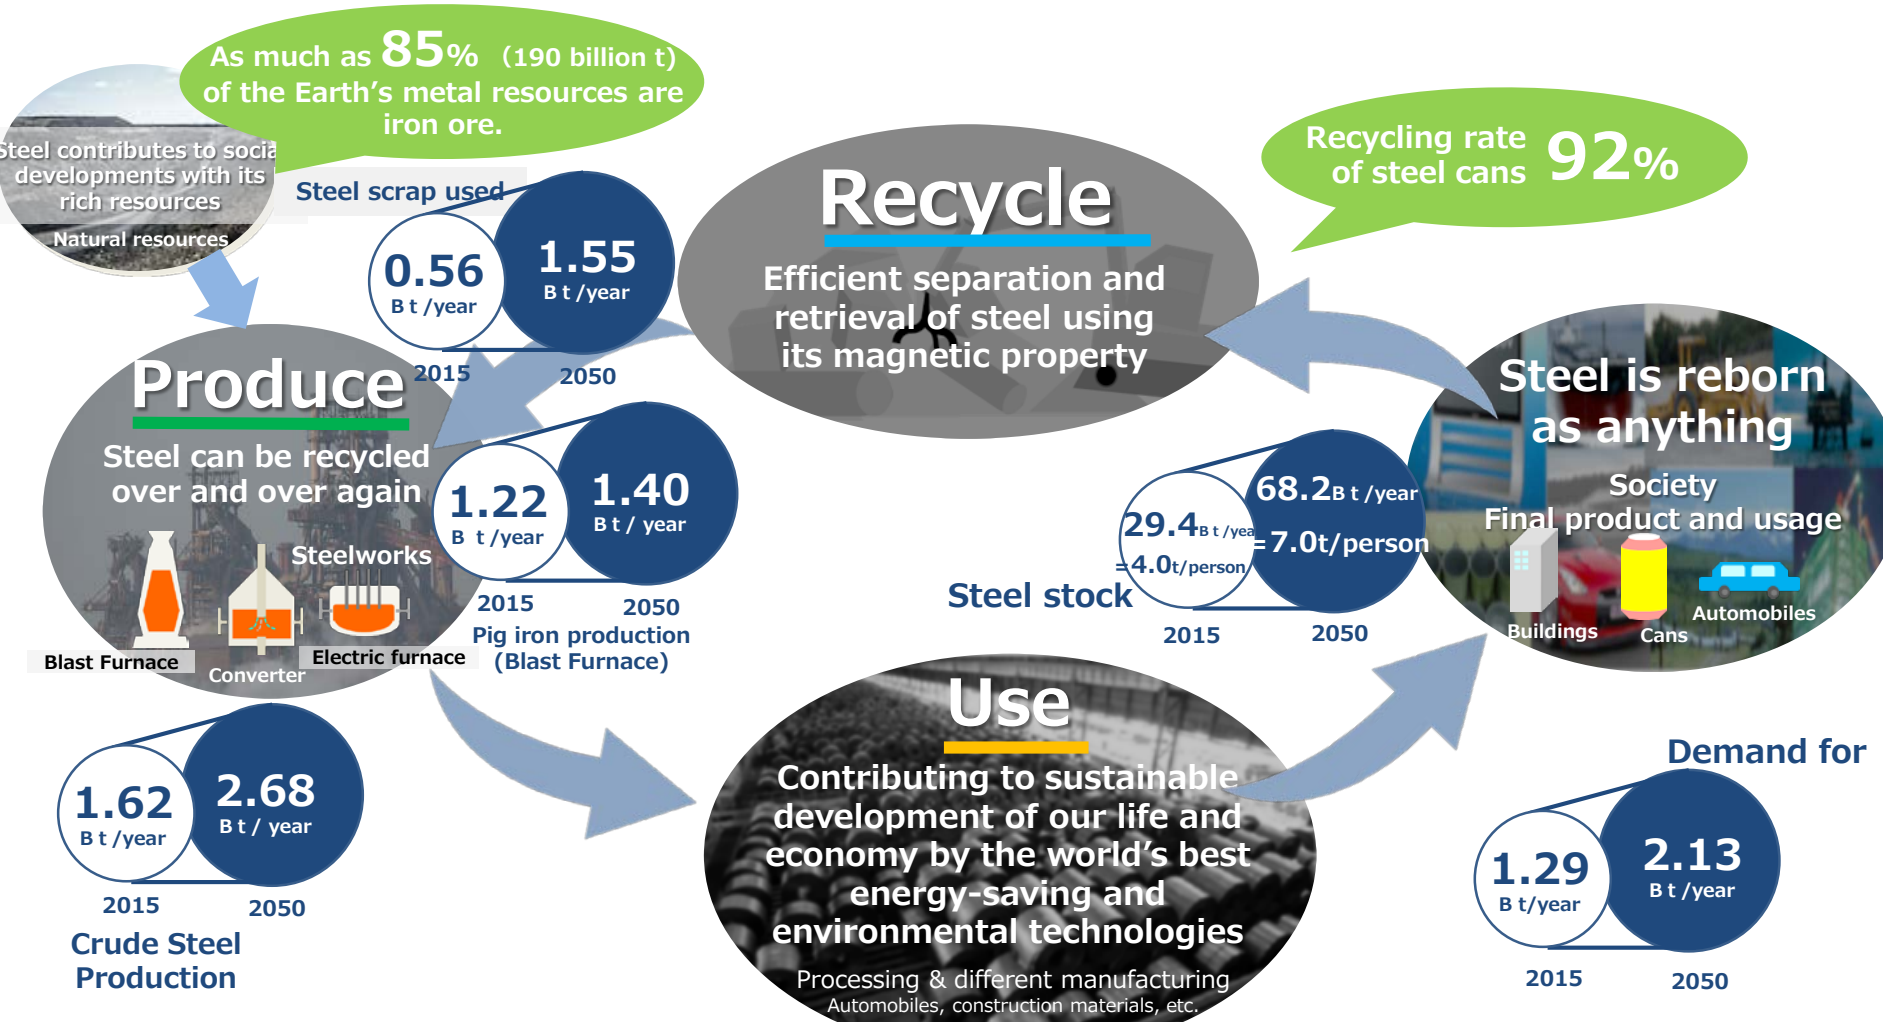 As much as 85% (190 billion t)
of the Earth's metal resources are
iron ore.
Steel contributes to socia
developments with its
rich resources
Natural resources
Steel scrap used
0.56
B t /year
2015
1.55
B t /year
2050
Recycle
Efficient separation and
retrieval of steel using
its magnetic property
Recycling rate
of steel cans 92%
Produce
Steel can be recycled
over and over again
Steelworks
Blast Furnace
Converter
Electric furnace
1.22
B t /year
2015
1.40
B t / year
2050
Pig iron production
(Blast Furnace)
Steel stock
29.4 B t /yea
=4.0t/person
2015
68.2 B t /year
=7.0t/person
2050
Steel is reborn
as anything
Society
Final product and usage
Buildings
Cans
Automobiles
1.62
B t /year
2015
2.68
B t / year
2050
Crude Steel
Production
Use
Contributing to sustainable
development of our life and
economy by the world's best
energy-saving and
environmental technologies
Processing & different manufacturing
Automobiles, construction materials, etc.
Demand for
1.29
B t/year
2015
2.13
B t /year
2050